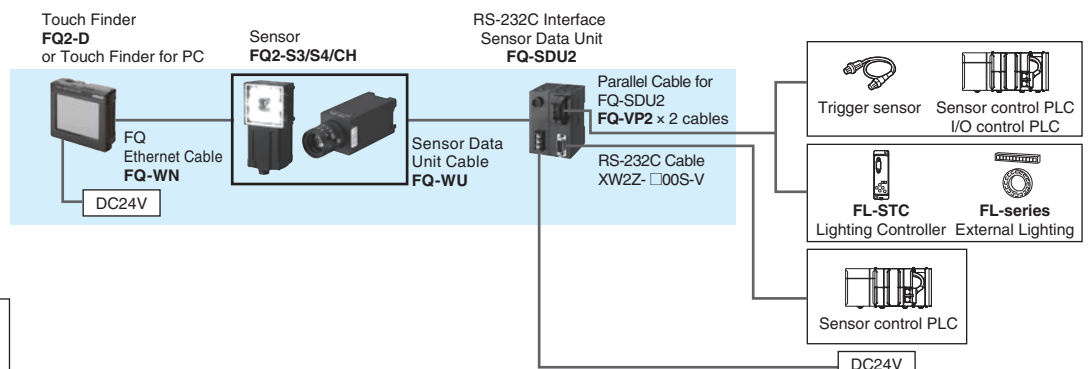 Touch Finder
FQ2-D
or Touch Finder for PC
Sensor
FQ2-S3/S4/CH
RS-232C Interface
Sensor Data Unit
FQ-SDU2
FQ
Ethernet Cable
FQ-WN
DC24V
Sensor Data
Unit Cable
FQ-WU
Parallel Cable for
FQ-SDU2
FQ-VP2 x 2 cables
RS-232C Cable
XW2Z- □00S-V
Trigger sensor
Sensor control PLC
I/O control PLC
FL-STC
Lighting Controller
FL-series
External Lighting
Sensor control PLC
DC24V